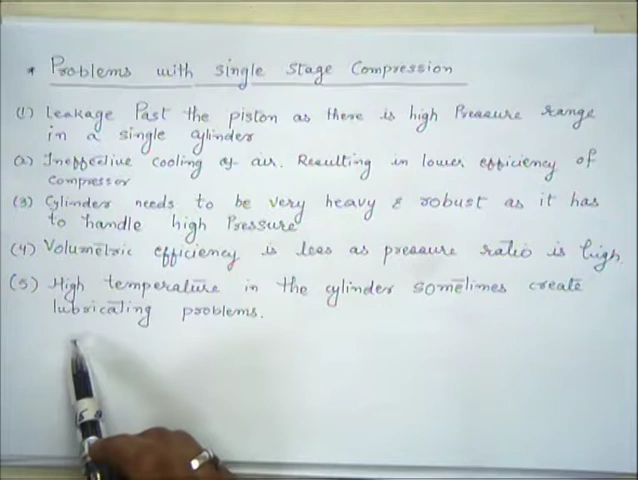 * Problems with single stage Compression
(1) Leakage Past the piston as there is high Pressure range
in a single cylinder
(2) Ineffective cooling of air. Resulting in lower efficiency of
compressor
(3) Cylinder needs to be very heavy & robust as it has
to handle high Pressure
(4) Volumetric efficiency is less as pressure ratio is high.
(5) High temperature in the cylinder sometimes create
lubricating problems.